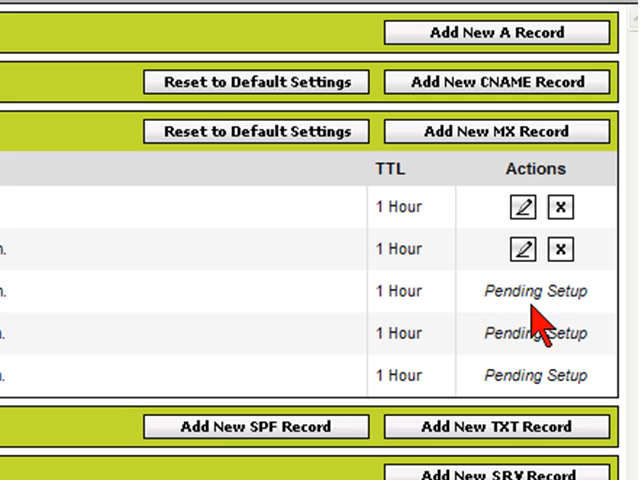 Add New A Record
Reset to Default Settings Add New CNAME Record
Reset to Default Settings Add New MX Record
TTL Actions
1 Hour x
n. 1 Hour x
n. 1 Hour Pending Setup
. 1 Hour Pending Setup
. 1 Hour Pending Setup
Add New SPF Record Add New TXT Record
Add New SRV Record